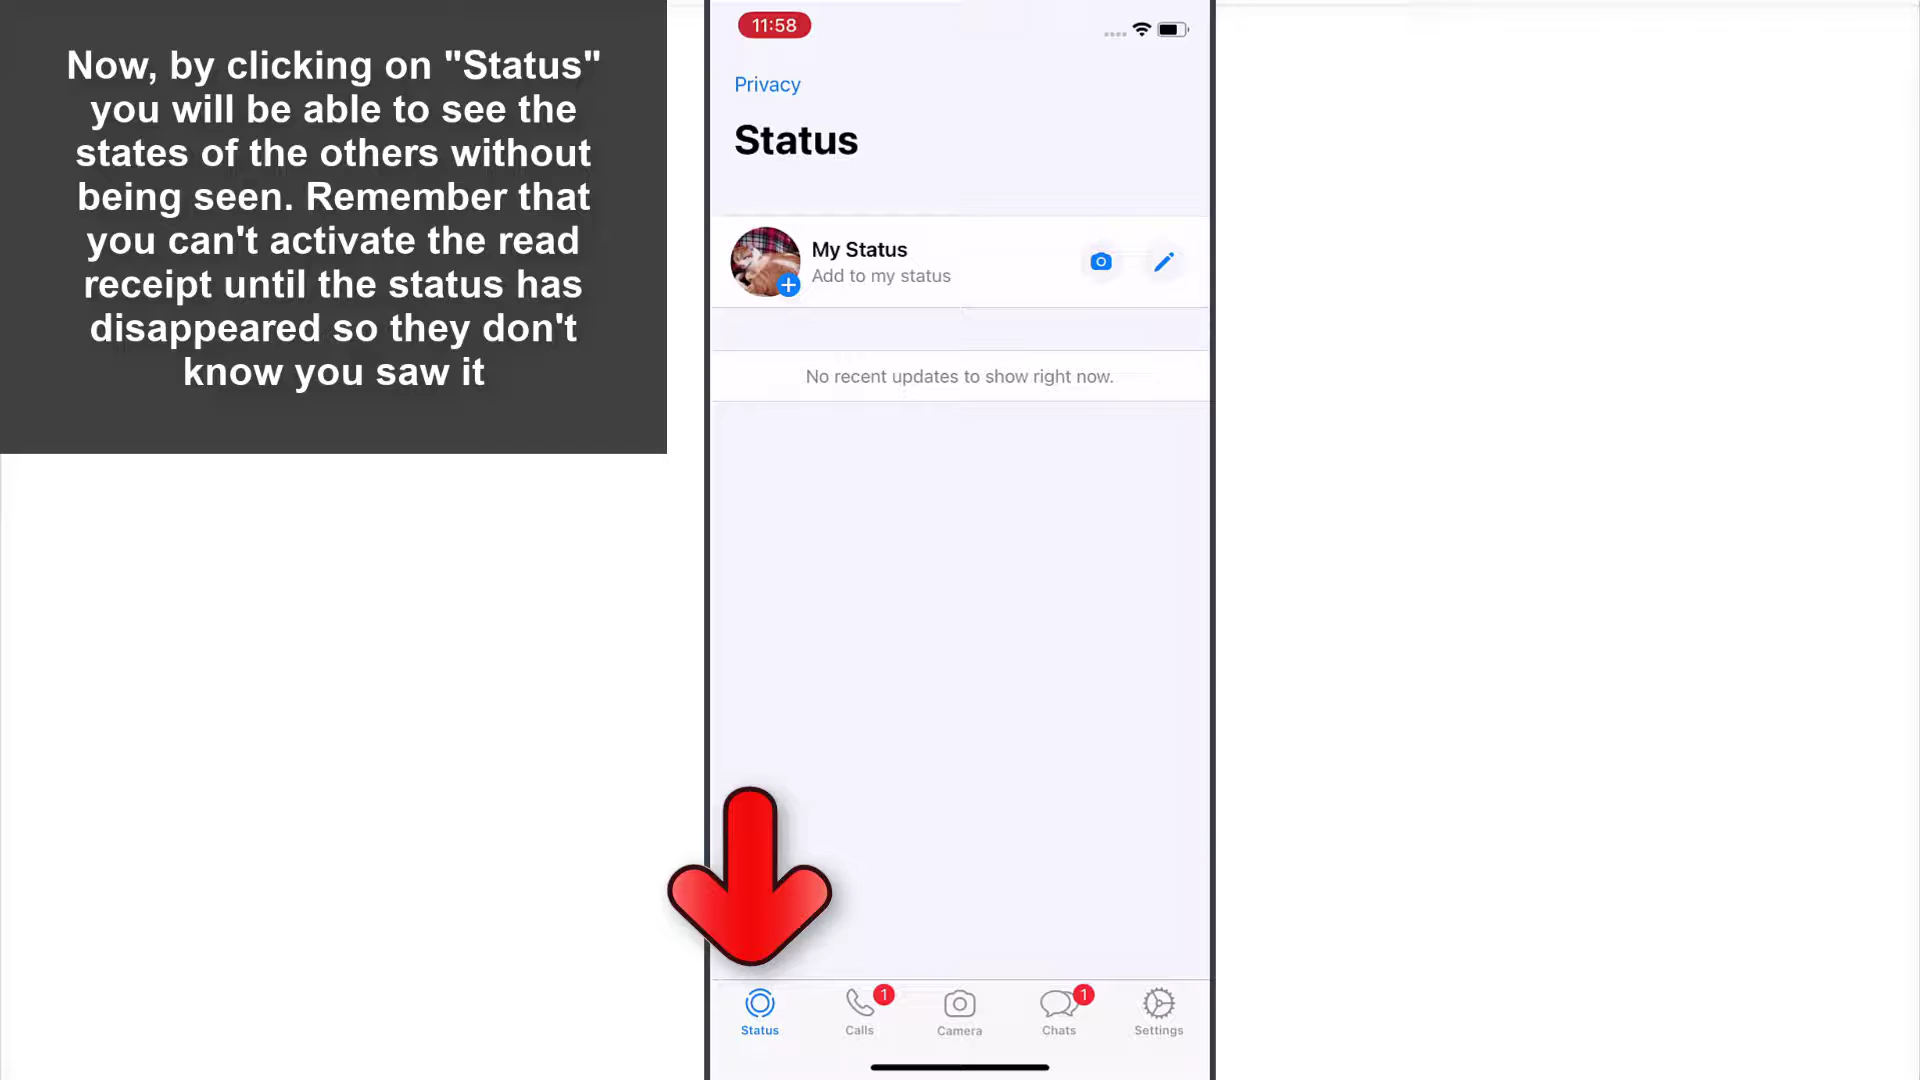 Now, by clicking on "Status"
you will be able to see the
states of the others without
being seen. Remember that
you can't activate the read
receipt until the status has
disappeared so they don't
know you saw it
11:58
Privacy
Status
My Status
Add to my status
No recent updates to show right now.
1
1
Status
Calls
Camera
Chats
Settings